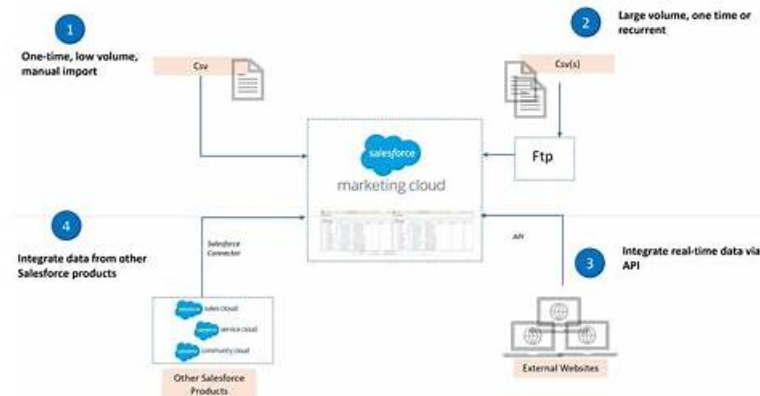 1
One-time, low volume,
manual import
Csv
2
Large volume, one time or
recurrent
Csv(s)
Ftp
salesforce
marketing cloud
4
Integrate data from other
Salesforce products
Salesforce
Connector
API
3
Integrate real-time data via
API
sales cloud
service cloud
community cloud
Other Salesforce
Products
External Websites